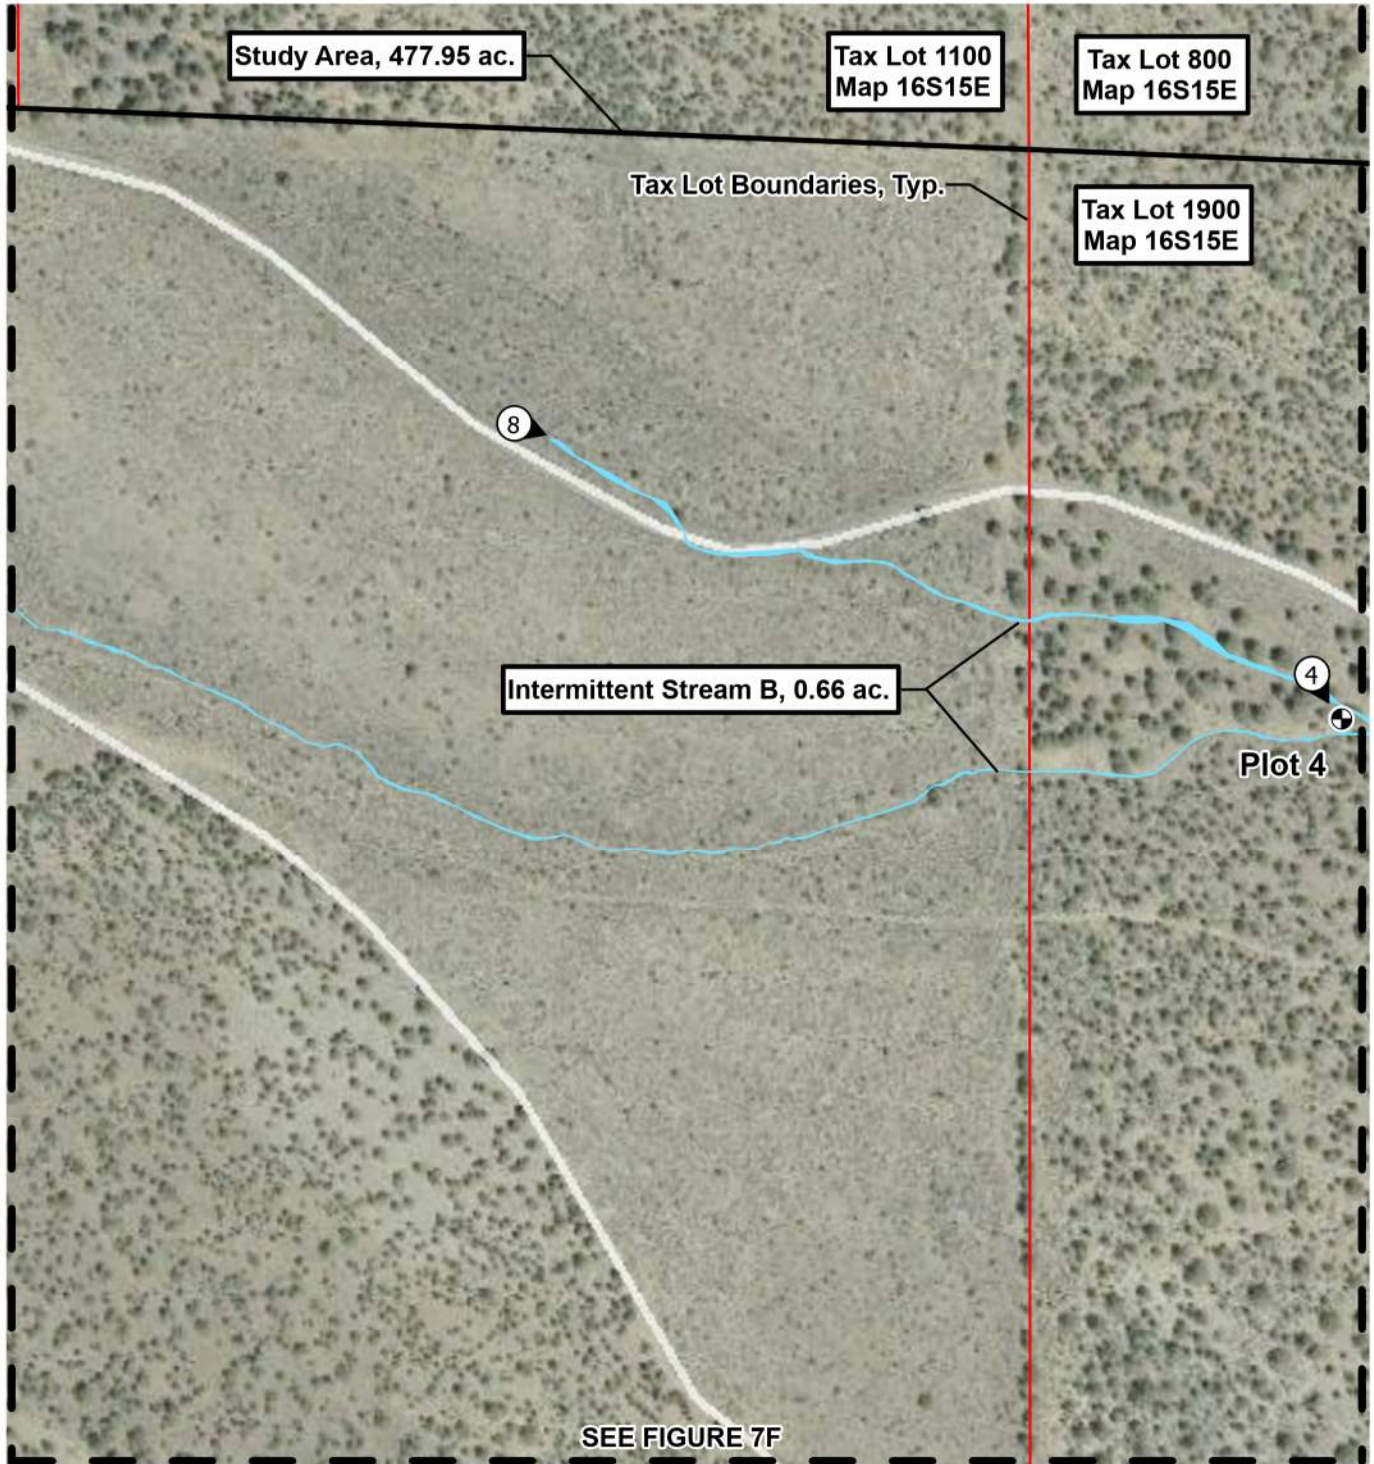 Study Area, 477.95 ac.
Tax Lot 1100
Map 16S15E
Tax Lot 800
Map 16S15E
Tax Lot Boundaries, Typ.
Tax Lot 1900
Map 16S15E
8
Intermittent Stream B, 0.66 ac.
4
Plot 4
SEE FIGURE 7F